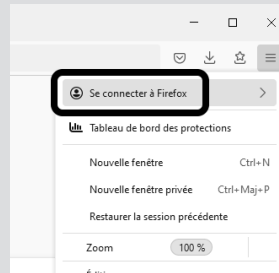 Se connecter à Firefox
Tableau de bord des protections
Nouvelle fenêtre Ctrl+N
Nouvelle fenêtre privée Ctrl+Maj+P
Restaurer la session précédente
Zoom 100 %